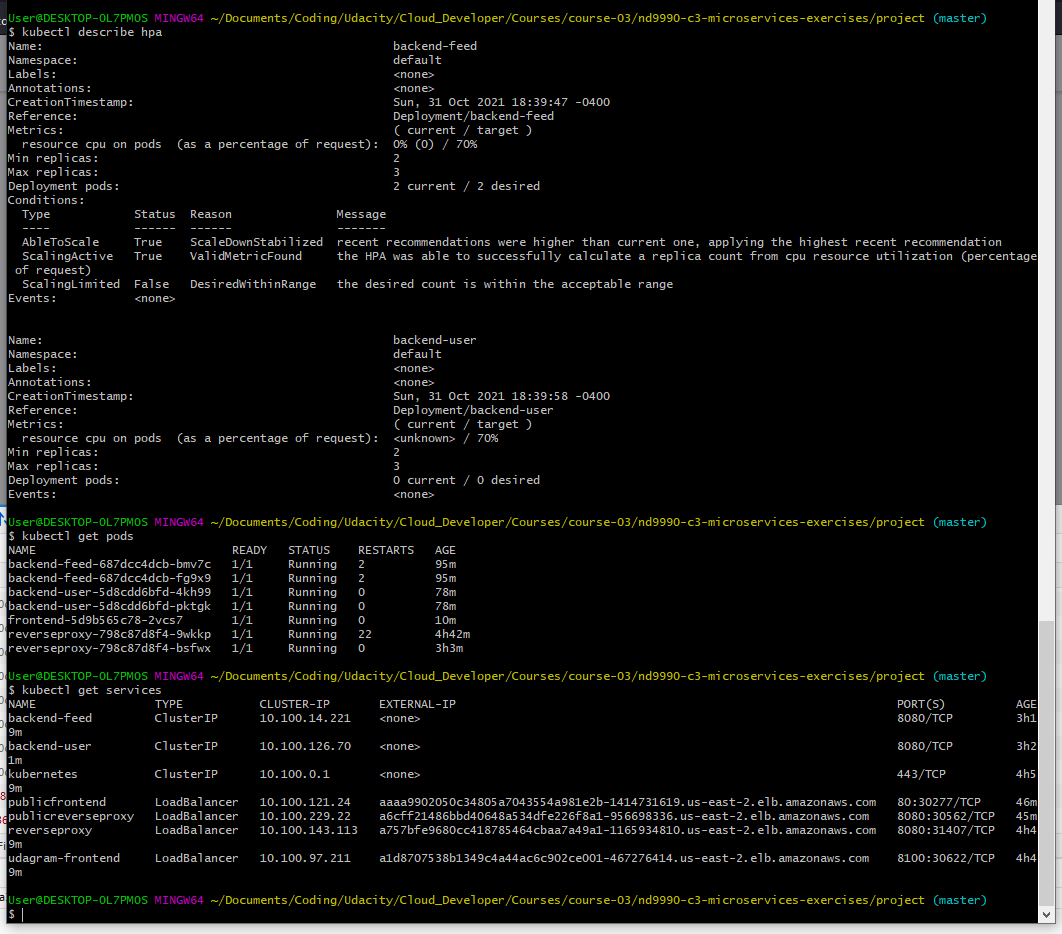 User@DESKTOP-OL7PMOS MINGW64 ~/Documents/Coding/Udacity/Cloud_Developer/Courses/course-03/nd9990-c3-microservices-exercises/project (master)
$ kubectl describe hpa
Name:                                                  backend-feed
Namespace:                                             default
Labels:                                                <none>
Annotations:                                           <none>
CreationTimestamp:                                     Sun, 31 Oct 2021 18:39:47 -0400
Reference:                                             Deployment/backend-feed
Metrics:                                               ( current / target )
  resource cpu on pods  (as a percentage of request):  0% (0) / 70%
Min replicas:                                          2
Max replicas:                                          3
Deployment pods:                                       2 current / 2 desired
Conditions:
  Type            Status  Reason               Message
  ----            ------  ------               -------
  AbleToScale     True    ScaleDownStabilized  recent recommendations were higher than current one, applying the highest recent recommendation
  ScalingActive   True    ValidMetricFound     the HPA was able to successfully calculate a replica count from cpu resource utilization (percentage
 of request)
  ScalingLimited  False   DesiredWithinRange   the desired count is within the acceptable range
Events:           <none>
Name:                                                  backend-user
Namespace:                                             default
Labels:                                                <none>
Annotations:                                           <none>
CreationTimestamp:                                     Sun, 31 Oct 2021 18:39:58 -0400
Reference:                                             Deployment/backend-user
Metrics:                                               ( current / target )
  resource cpu on pods  (as a percentage of request):  <unknown> / 70%
Min replicas:                                          2
Max replicas:                                          3
Deployment pods:                                       0 current / 0 desired
Events:                                                <none>
User@DESKTOP-OL7PMOS MINGW64 ~/Documents/Coding/Udacity/Cloud_Developer/Courses/course-03/nd9990-c3-microservices-exercises/project (master)
$ kubectl get pods
NAME                            READY   STATUS    RESTARTS   AGE
backend-feed-687dcc4dcb-bmv7c   1/1     Running   2          95m
backend-feed-687dcc4dcb-fg9x9   1/1     Running   2          95m
backend-user-5d8cdd6bfd-4kh99   1/1     Running   0          78m
backend-user-5d8cdd6bfd-pktgk   1/1     Running   0          78m
frontend-5d9b565c78-2vcs7       1/1     Running   0          10m
reverseproxy-798c87d8f4-9wkkp   1/1     Running   22         4h42m
reverseproxy-798c87d8f4-bsfwx   1/1     Running   0          3h3m
User@DESKTOP-OL7PMOS MINGW64 ~/Documents/Coding/Udacity/Cloud_Developer/Courses/course-03/nd9990-c3-microservices-exercises/project (master)
$ kubectl get services
NAME                 TYPE           CLUSTER-IP       EXTERNAL-IP                                                                PORT(S)          AGE
backend-feed         ClusterIP      10.100.14.221    <none>                                                                     8080/TCP         3h1
9m
backend-user         ClusterIP      10.100.126.70    <none>                                                                     8080/TCP         3h2
1m
kubernetes           ClusterIP      10.100.0.1       <none>                                                                     443/TCP          4h5
9m
publicfrontend       LoadBalancer   10.100.121.24    aaaa9902050c34805a7043554a981e2b-1414731619.us-east-2.elb.amazonaws.com   80:30277/TCP     46m
publicreverseproxy   LoadBalancer   10.100.229.22    a6cff21486bbd40648a534dfe226f8a1-956698336.us-east-2.elb.amazonaws.com    8080:30562/TCP   45m
reverseproxy         LoadBalancer   10.100.143.113   a757bfe9680cc418785464cbaa7a49a1-1165934810.us-east-2.elb.amazonaws.com   8080:31407/TCP   4h4
9m
udagram-frontend     LoadBalancer   10.100.97.211    a1d8707538b1349c4a44ac6c902ce001-467276414.us-east-2.elb.amazonaws.com    8100:30622/TCP   4h4
9m
User@DESKTOP-OL7PMOS MINGW64 ~/Documents/Coding/Udacity/Cloud_Developer/Courses/course-03/nd9990-c3-microservices-exercises/project (master)
$